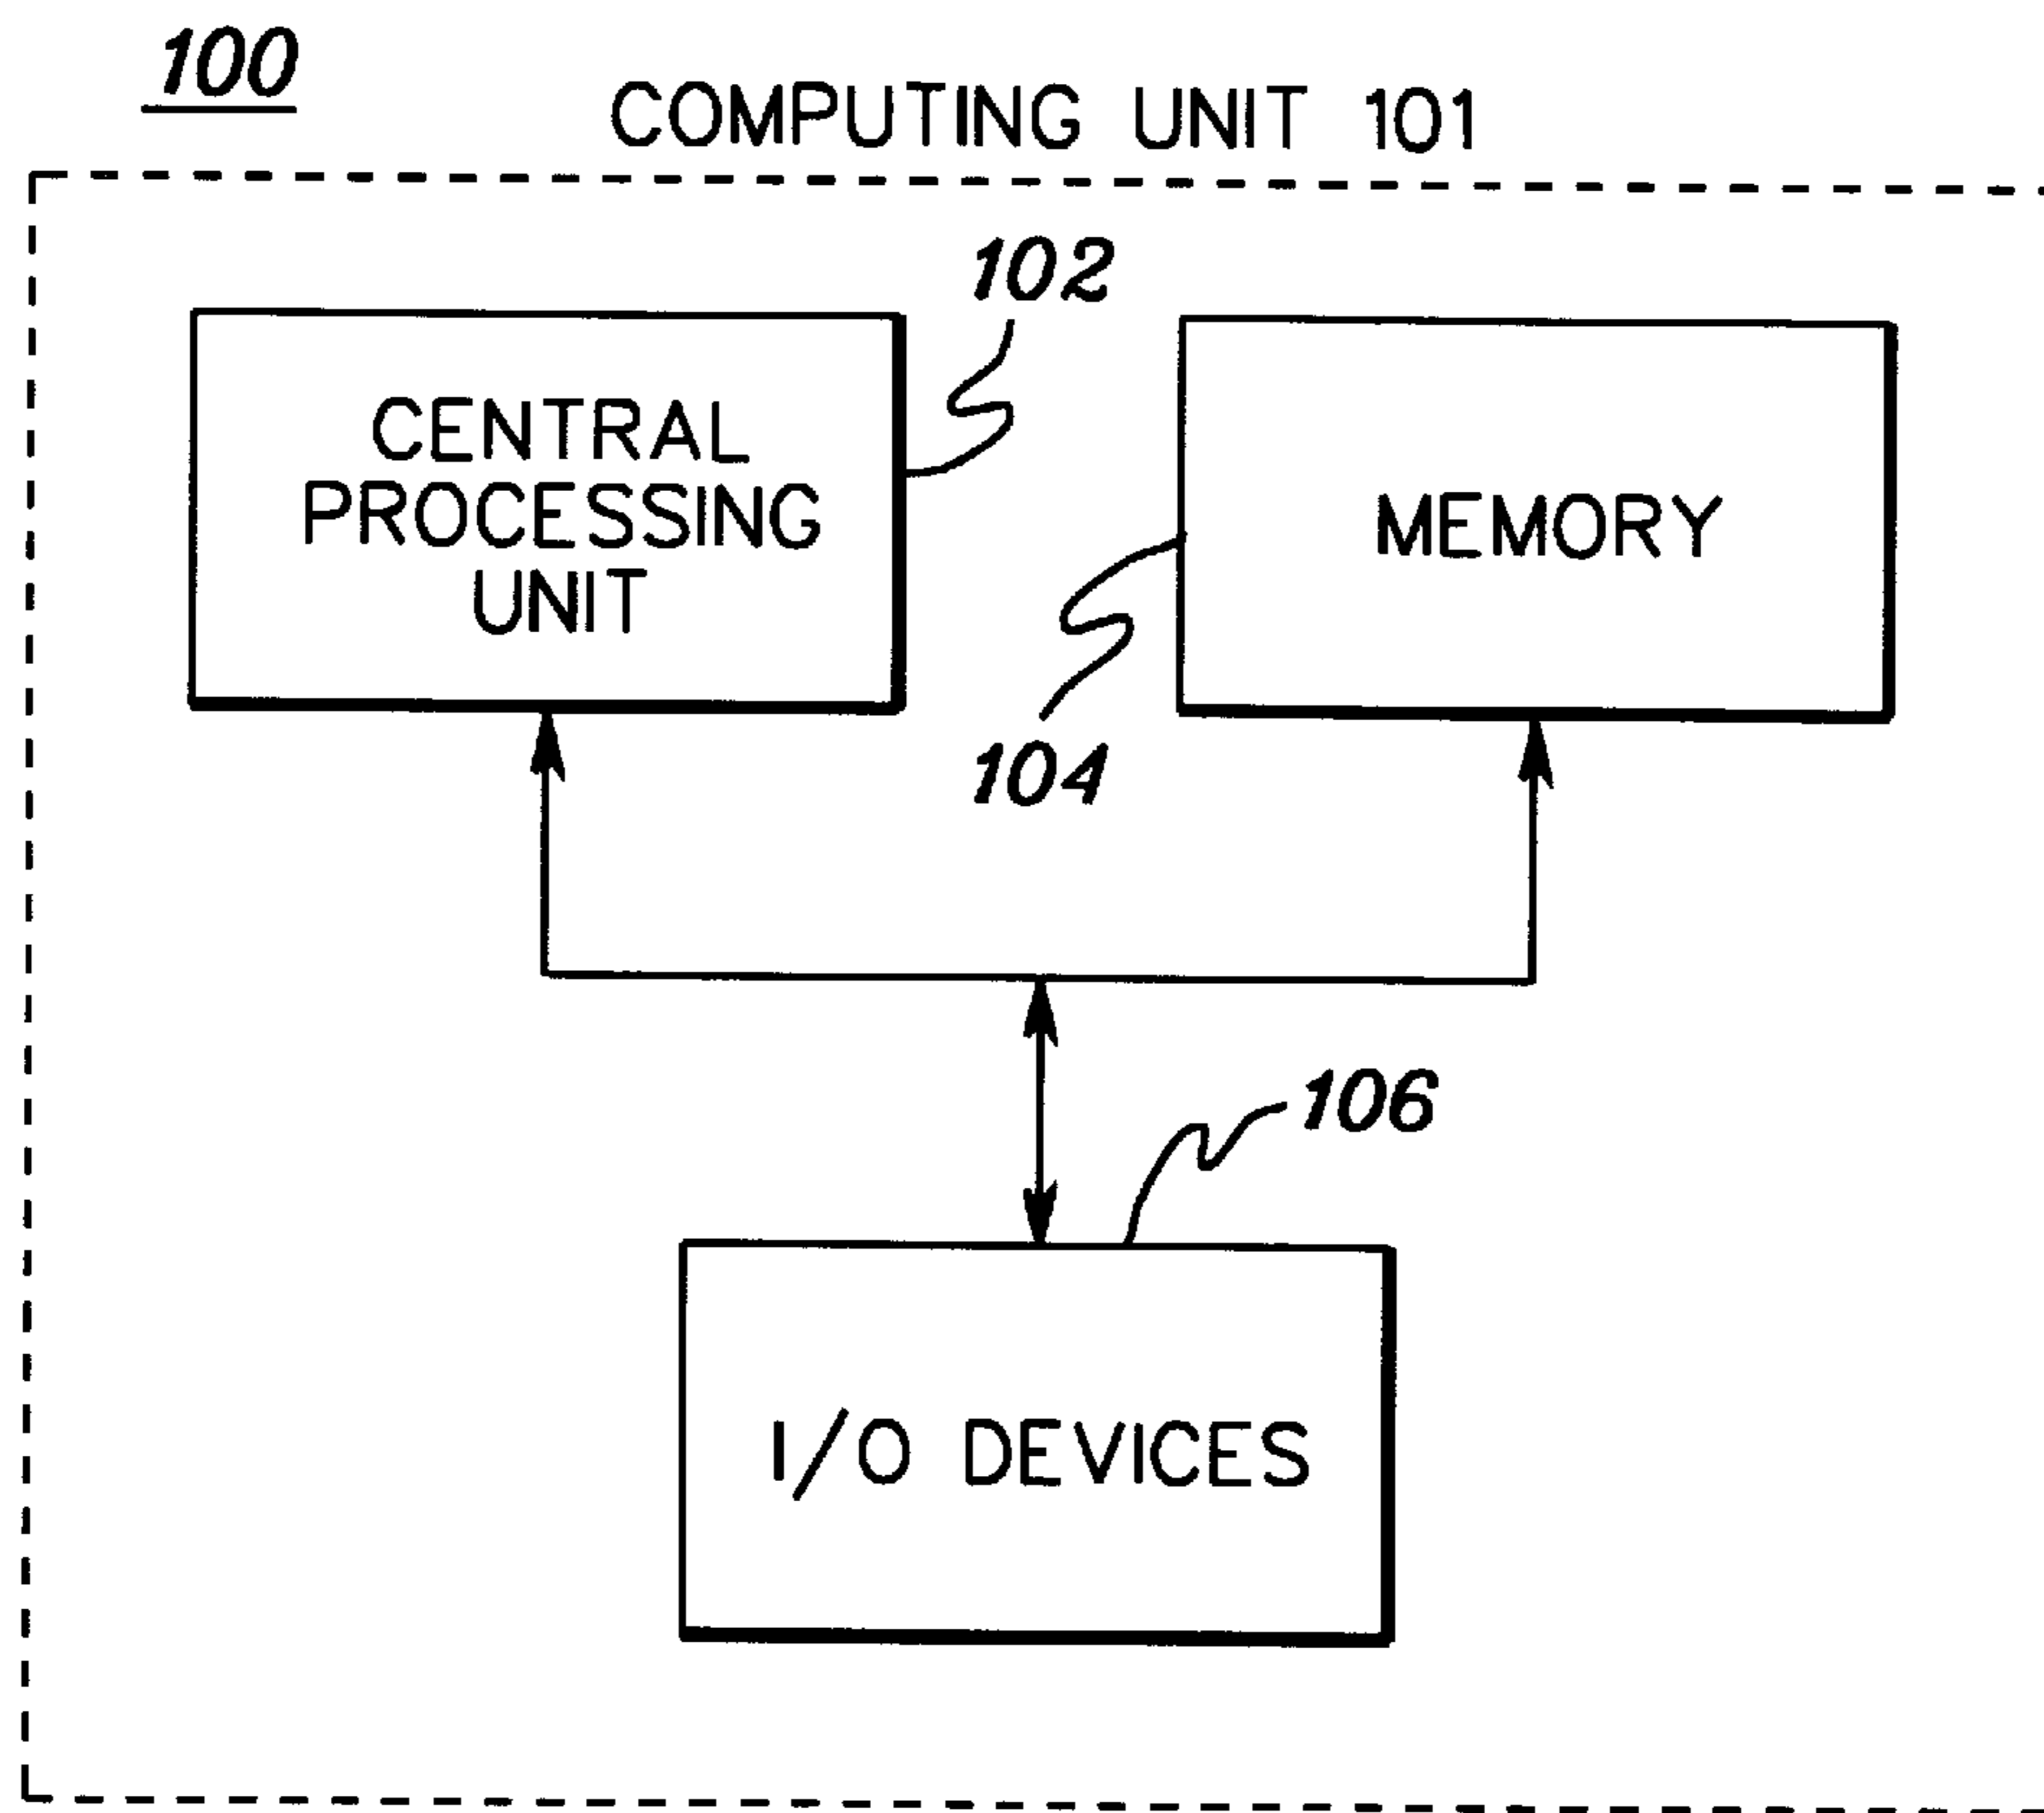 100
COMPUTING UNIT 101
102
CENTRAL
PROCESSING
UNIT
MEMORY
104
106
I/O DEVICES